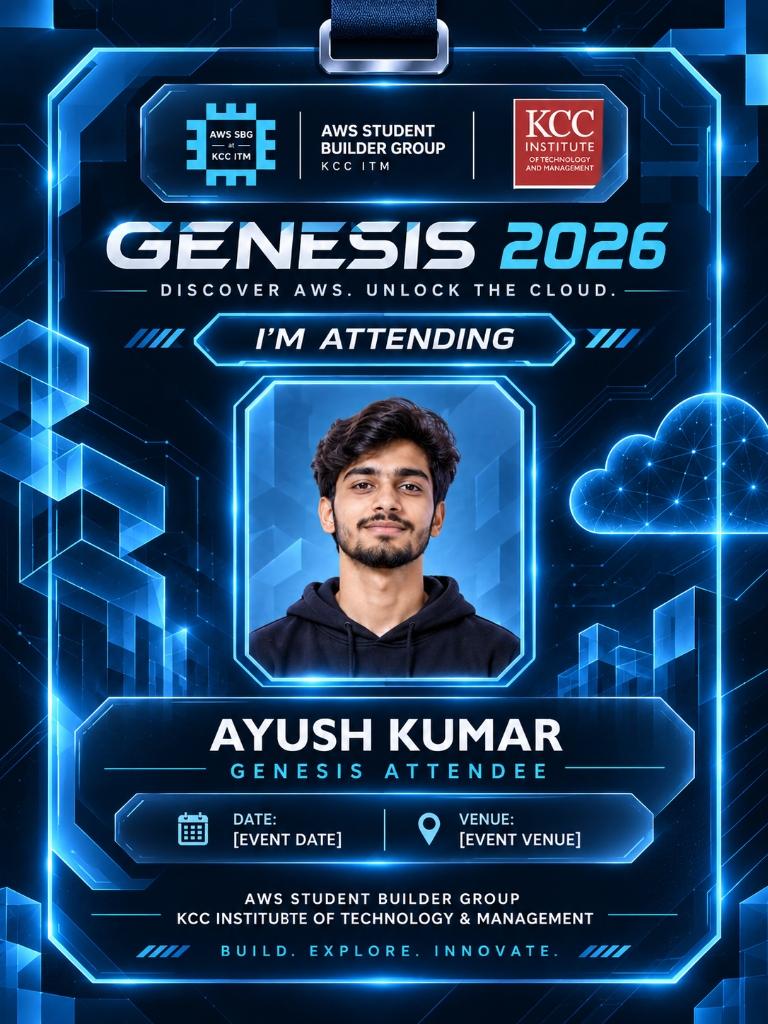 AWS SBG
at
KCC ITM
AWS STUDENT
BUILDER GROUP
KCC ITM
KCC
INSTITUTE
OF TECHNOLOGY
AND MANAGEMENT
GENESIS 2026
DISCOVER AWS. UNLOCK THE CLOUD.
I'M ATTENDING
AYUSH KUMAR
GENESIS ATTENDEE
DATE:
[EVENT DATE]
VENUE:
[EVENT VENUE]
AWS STUDENT BUILDER GROUP
KCC INSTITUBTE OF TECHNOLOGY & MANAGEMENT
BUILD. EXPLORE. INNOVATE.